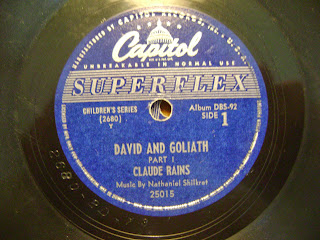 MANUFACTURED BY CAPITOL RECORDS, INC. U.S.A.
Capitol
UNBREAKABLE IN NORMAL USE
SUPERFLEX
CHILDREN'S SERIES
(2680)
Y
Album DBS-92
SIDE 1
DAVID AND GOLIATH
PART I
CLAUDE RAINS
Music By Nathaniel Shilkret
25015